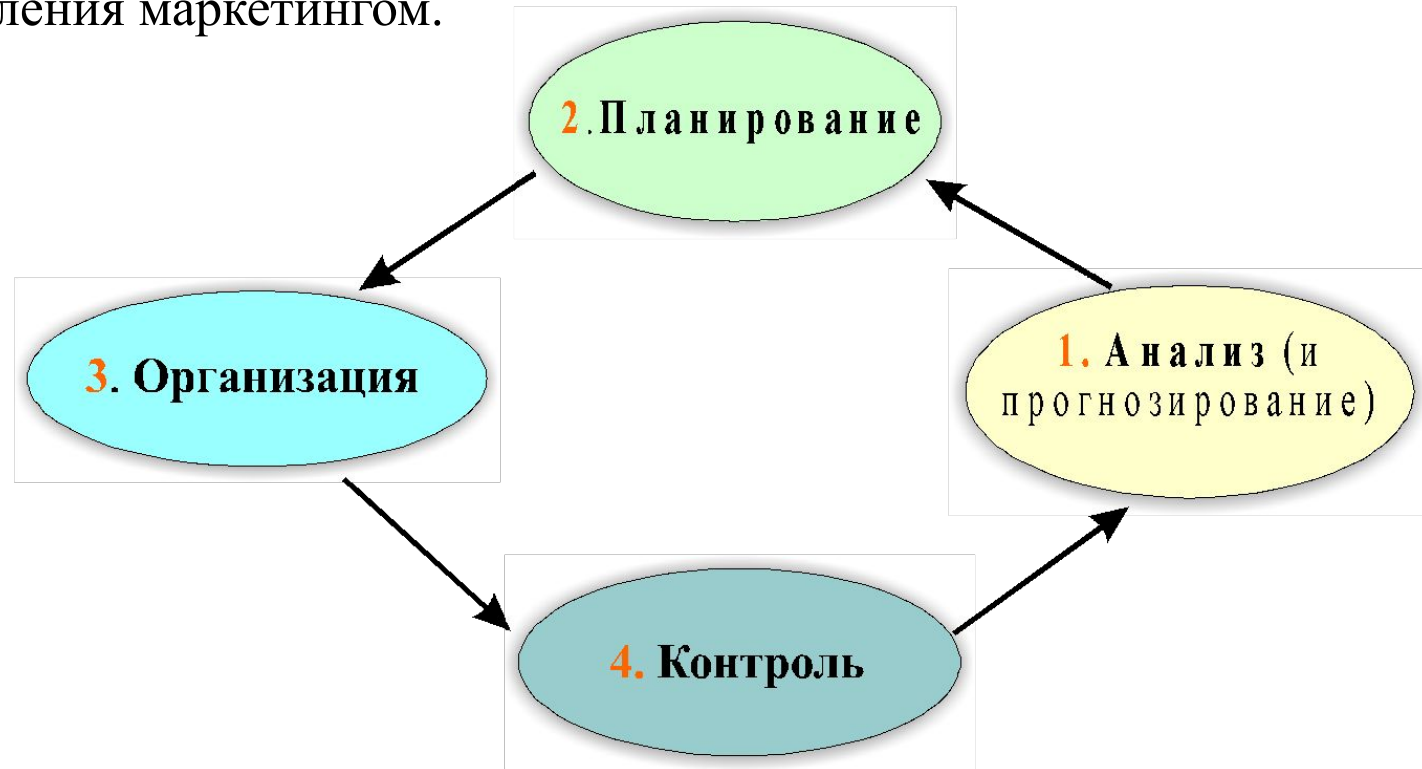 ления маркетингом.
2.Планирование
1. Анализ (и
прогнозирование)
3. Организация
4. Контроль